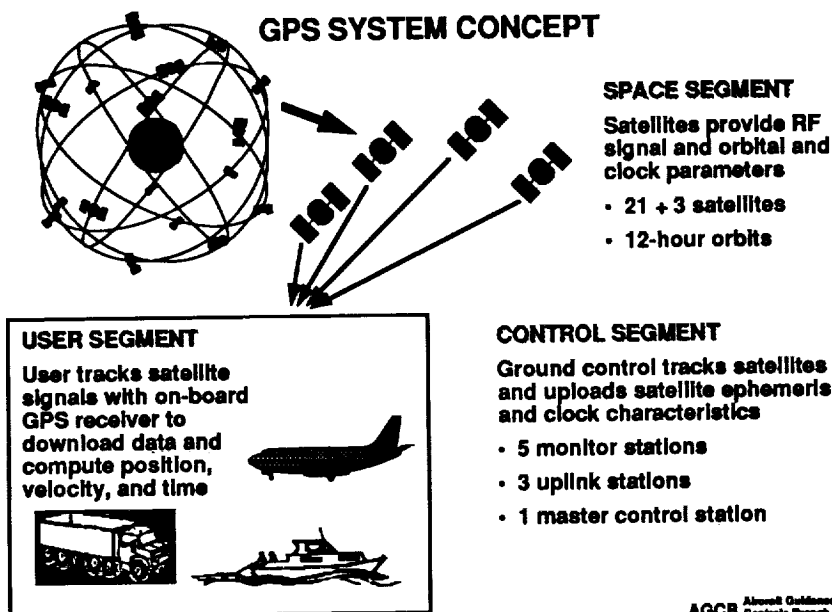 GPS SYSTEM CONCEPT
SPACE SEGMENT
Satellites provide RF
signal and orbital and
clock parameters
• 21 + 3 satellites
• 12-hour orbits
USER SEGMENT
User tracks satellite
signals with on-board
GPS receiver to
download data and
compute position,
velocity, and time
CONTROL SEGMENT
Ground control tracks satellites
and uploads satellite ephemeris
and clock characteristics
• 5 monitor stations
• 3 uplink stations
• 1 master control station
AGCB Aircraft Guidance